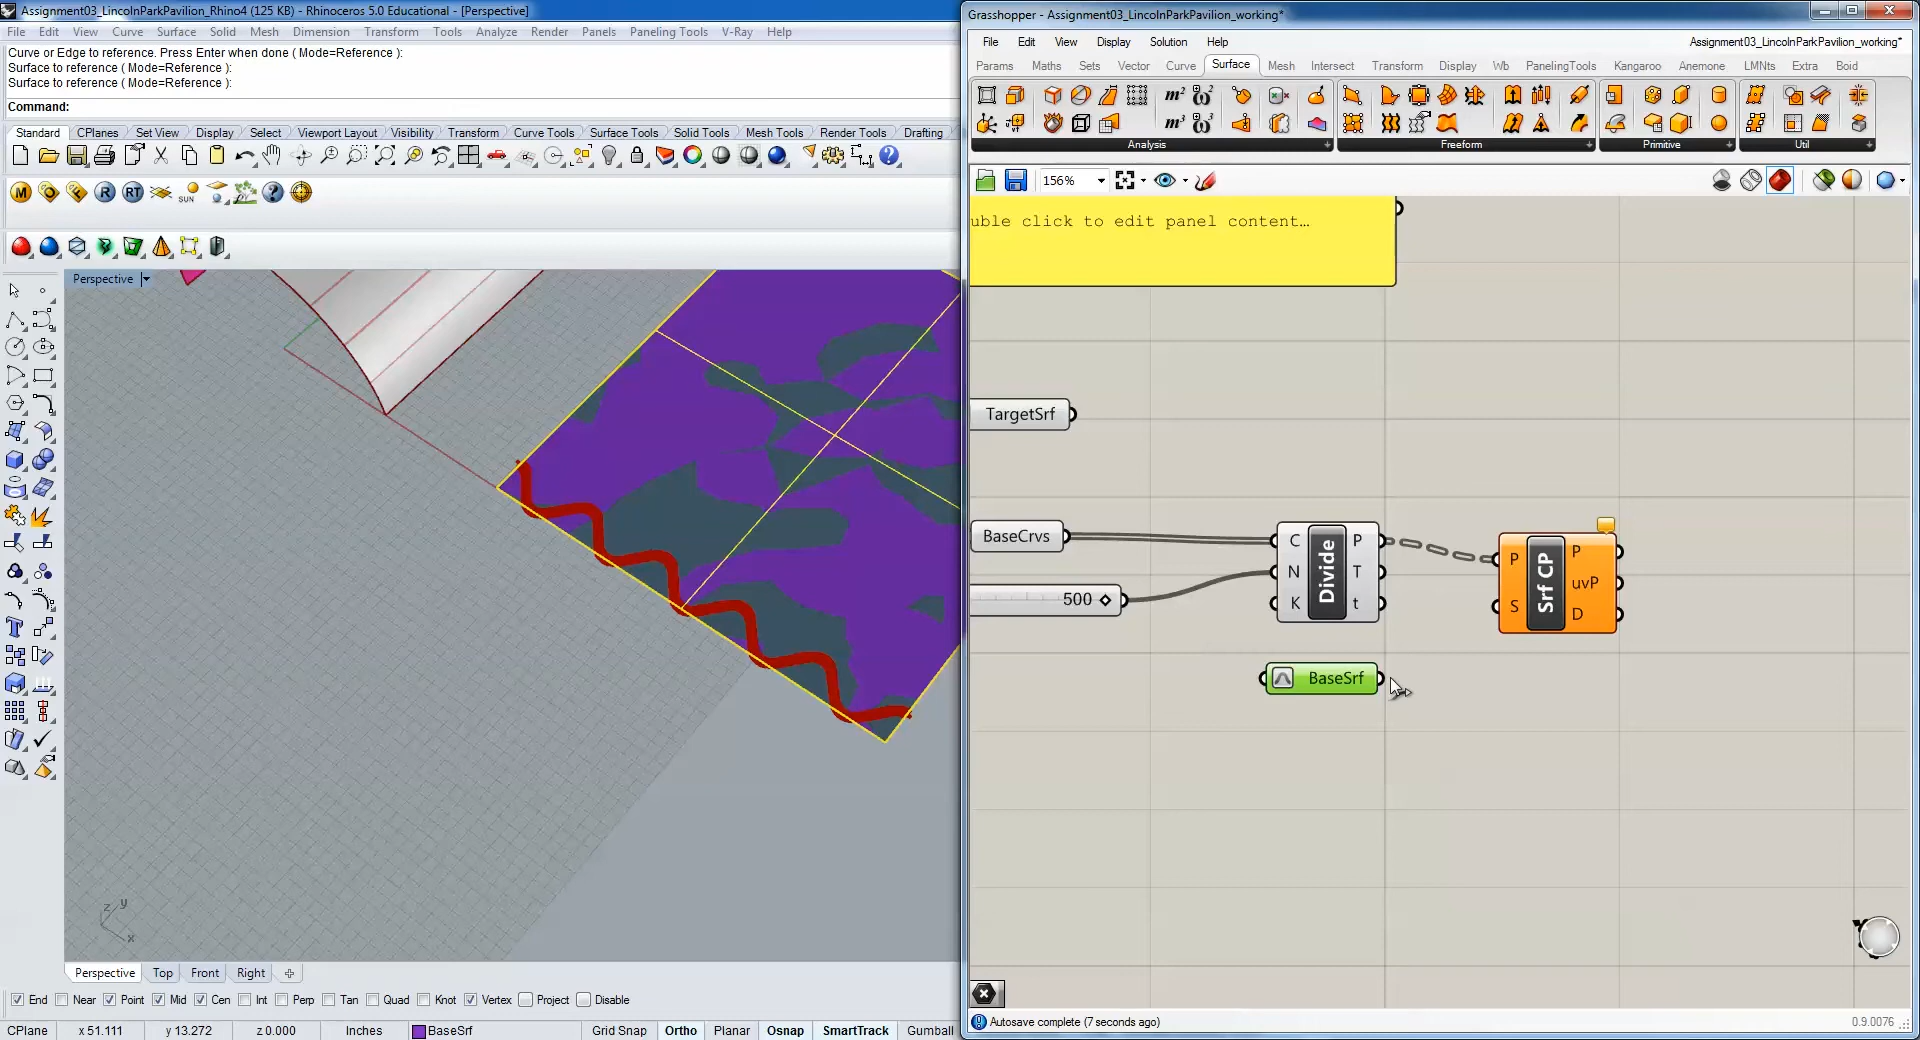 Assignment03_LincolnParkPavilion_Rhino4 (125 KB) - Rhinoceros 5.0 Educational - [Perspective]
File Edit View Curve Surface Solid Mesh Dimension Transform Tools Analyze Render Panels Paneling Tools V-Ray Help
Curve or Edge to reference. Press Enter when done ( Mode=Reference ):
Surface to reference ( Mode=Reference ):
Surface to reference ( Mode=Reference ):
Command:
Standard CPlanes Set View Display Select Viewport Layout Visibility Transform Curve Tools Surface Tools Solid Tools Mesh Tools Render Tools Drafting
M O F R RT SUN
Perspective
z y
x
Perspective Top Front Right
End Near Point Mid Cen Int Perp Tan Quad Knot Vertex Project Disable
CPlane x 51.111 y 13.272 z 0.000 Inches BaseSrf Grid Snap Ortho Planar Osnap SmartTrack Gumball
Grasshopper - Assignment03_LincolnParkPavilion_working*
File Edit View Display Solution Help Assignment03_LincolnParkPavilion_working*
Params Maths Sets Vector Curve Surface Mesh Intersect Transform Display Wb PanelingTools Kangaroo Anemone LMNts Extra Boid
m² m³
Analysis Freeform Primitive Util
156%
uble click to edit panel content…
TargetSrf
BaseCrvs
500
C N K Divide P T t
P S Srf CP P uvP D
BaseSrf
Autosave complete (7 seconds ago) 0.9.0076